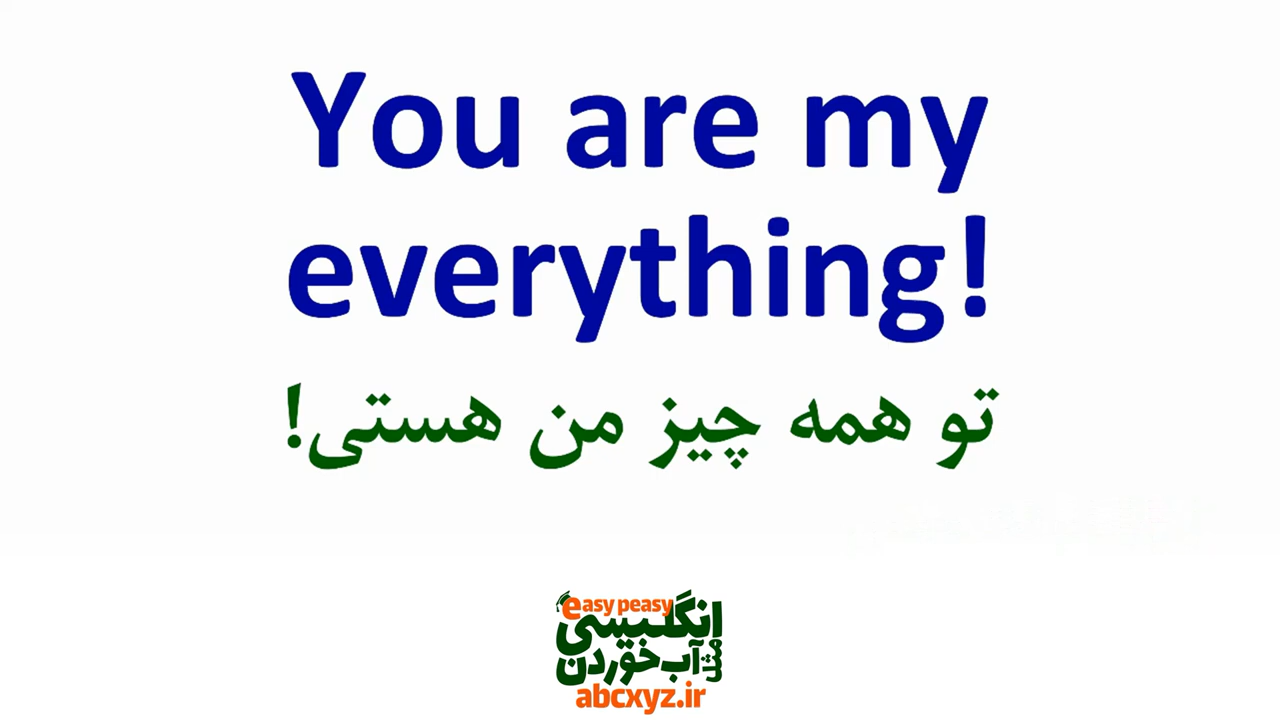 You are my
everything!
تو همه چیز من هستی!
easy peasy
انگلیسی
مثل آب خوردن
abcxyz.ir